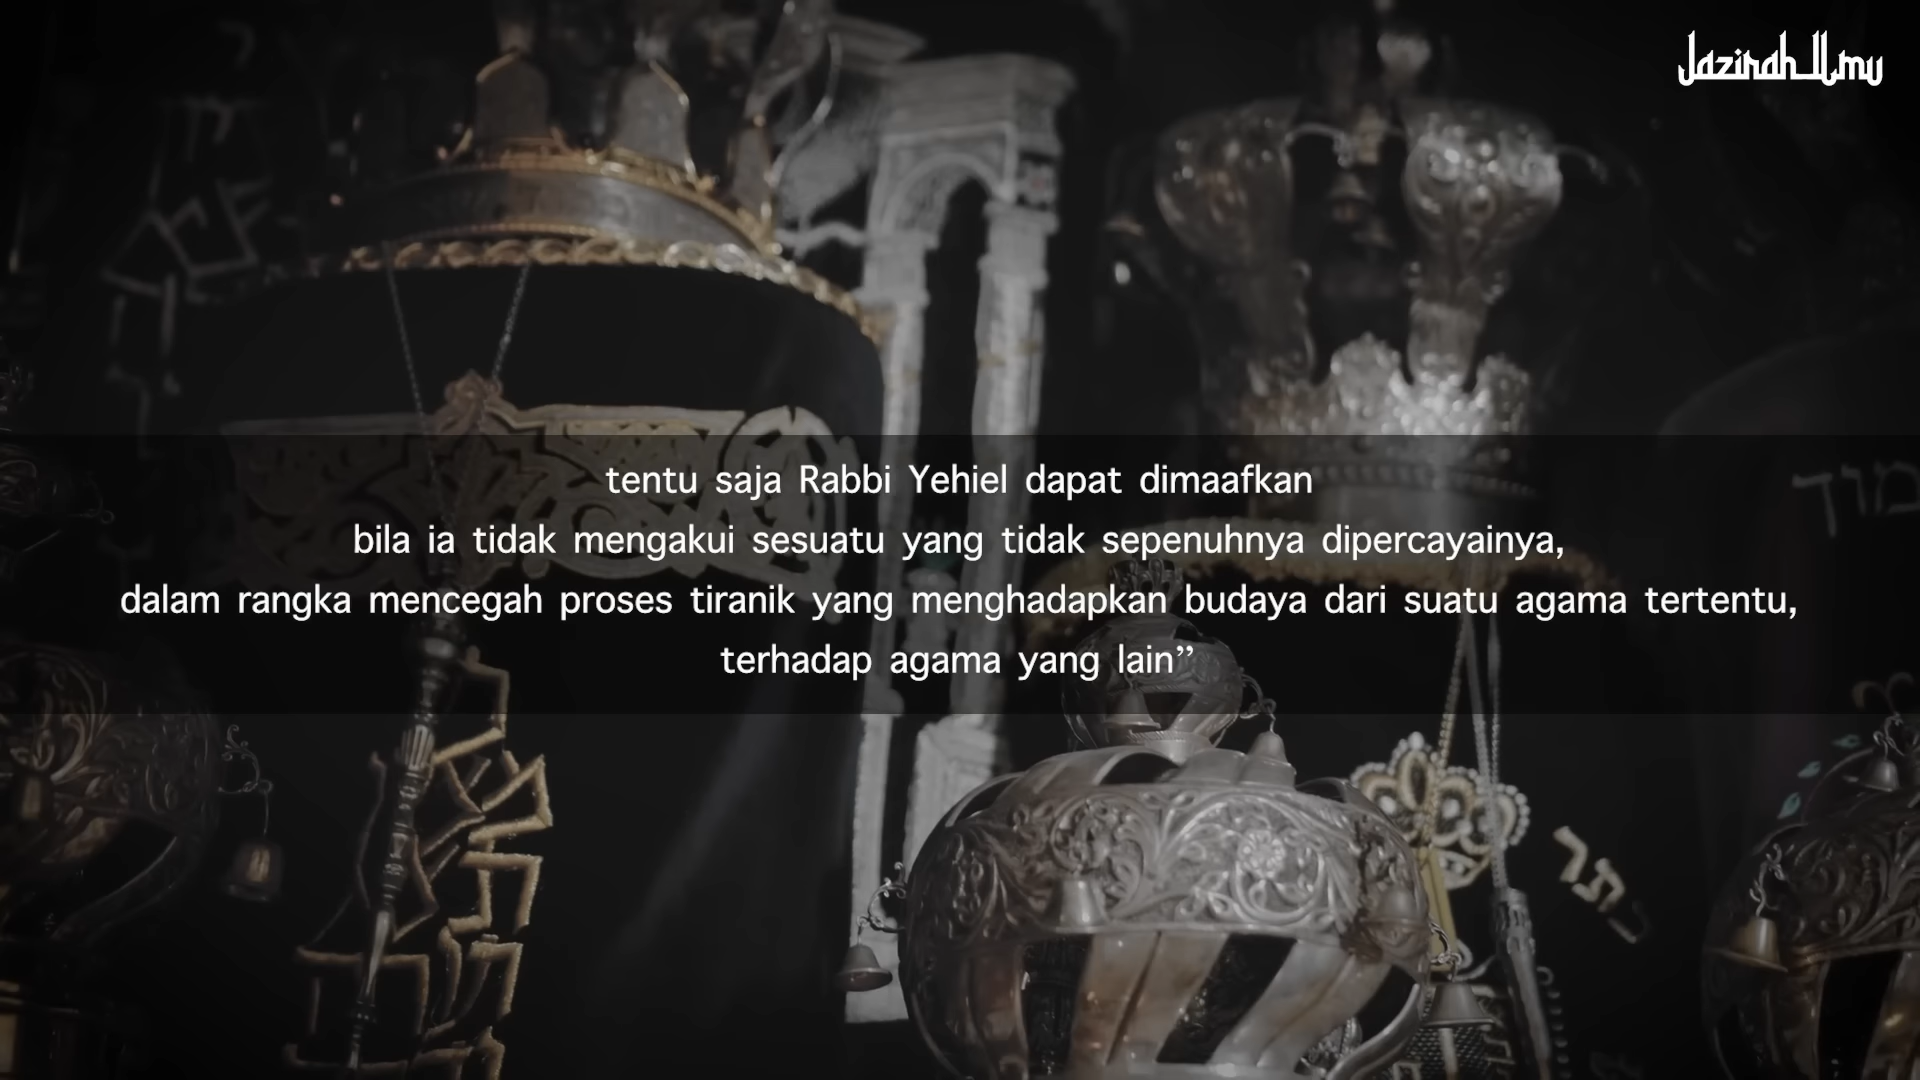 Jazirah Ilmu
tentu saja Rabbi Yehiel dapat dimaafkan
bila ia tidak mengakui sesuatu yang tidak sepenuhnya dipercayainya,
dalam rangka mencegah proses tiranik yang menghadapkan budaya dari suatu agama tertentu,
terhadap agama yang lain”